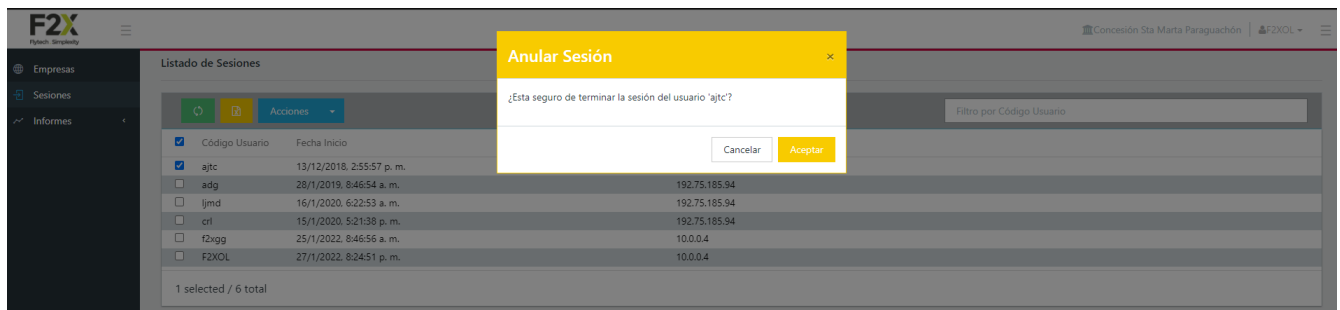 F2X
Flytech Simplexity
Concesión Sta Marta Paraguachón
F2XOL
Empresas
Sesiones
Informes
Listado de Sesiones
Acciones
Filtro por Código Usuario
Anular Sesión
×
¿Esta seguro de terminar la sesión del usuario 'ajtc'?
Cancelar
Aceptar
Código Usuario Fecha Inicio
ajtc 13/12/2018, 2:55:57 p. m.
adg 28/1/2019, 8:46:54 a. m. 192.75.185.94
ljmd 16/1/2020, 6:22:53 a. m. 192.75.185.94
crl 15/1/2020, 5:21:38 p. m. 192.75.185.94
f2xgg 25/1/2022, 8:46:56 a. m. 10.0.0.4
F2XOL 27/1/2022, 8:24:51 p. m. 10.0.0.4
1 selected / 6 total